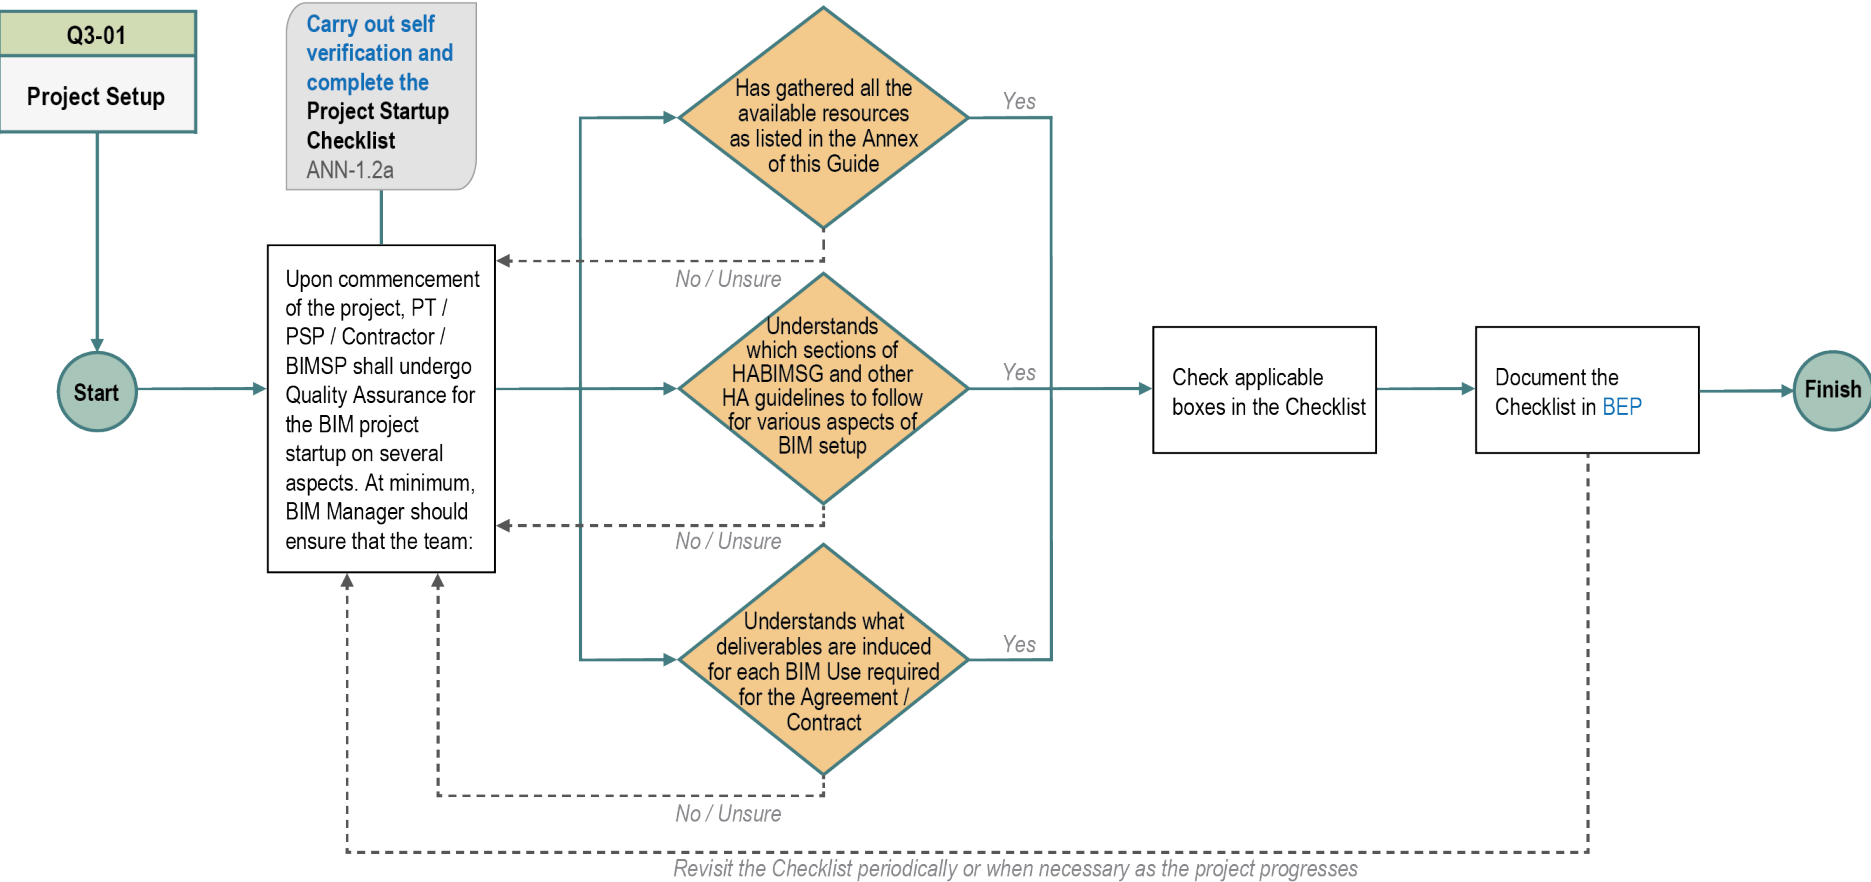 Q3-01
Project Setup
Start
Carry out self
verification and
complete the
Project Startup
Checklist
ANN-1.2a
Upon commencement
of the project, PT /
PSP / Contractor /
BIMSP shall undergo
Quality Assurance for
the BIM project
startup on several
aspects. At minimum,
BIM Manager should
ensure that the team:
Has gathered all the
available resources
as listed in the Annex
of this Guide
Yes
No / Unsure
Understands
which sections of
HABIMSG and other
HA guidelines to follow
for various aspects of
BIM setup
Yes
No / Unsure
Understands what
deliverables are induced
for each BIM Use required
for the Agreement /
Contract
Yes
No / Unsure
Check applicable
boxes in the Checklist
Document the
Checklist in BEP
Finish
Revisit the Checklist periodically or when necessary as the project progresses